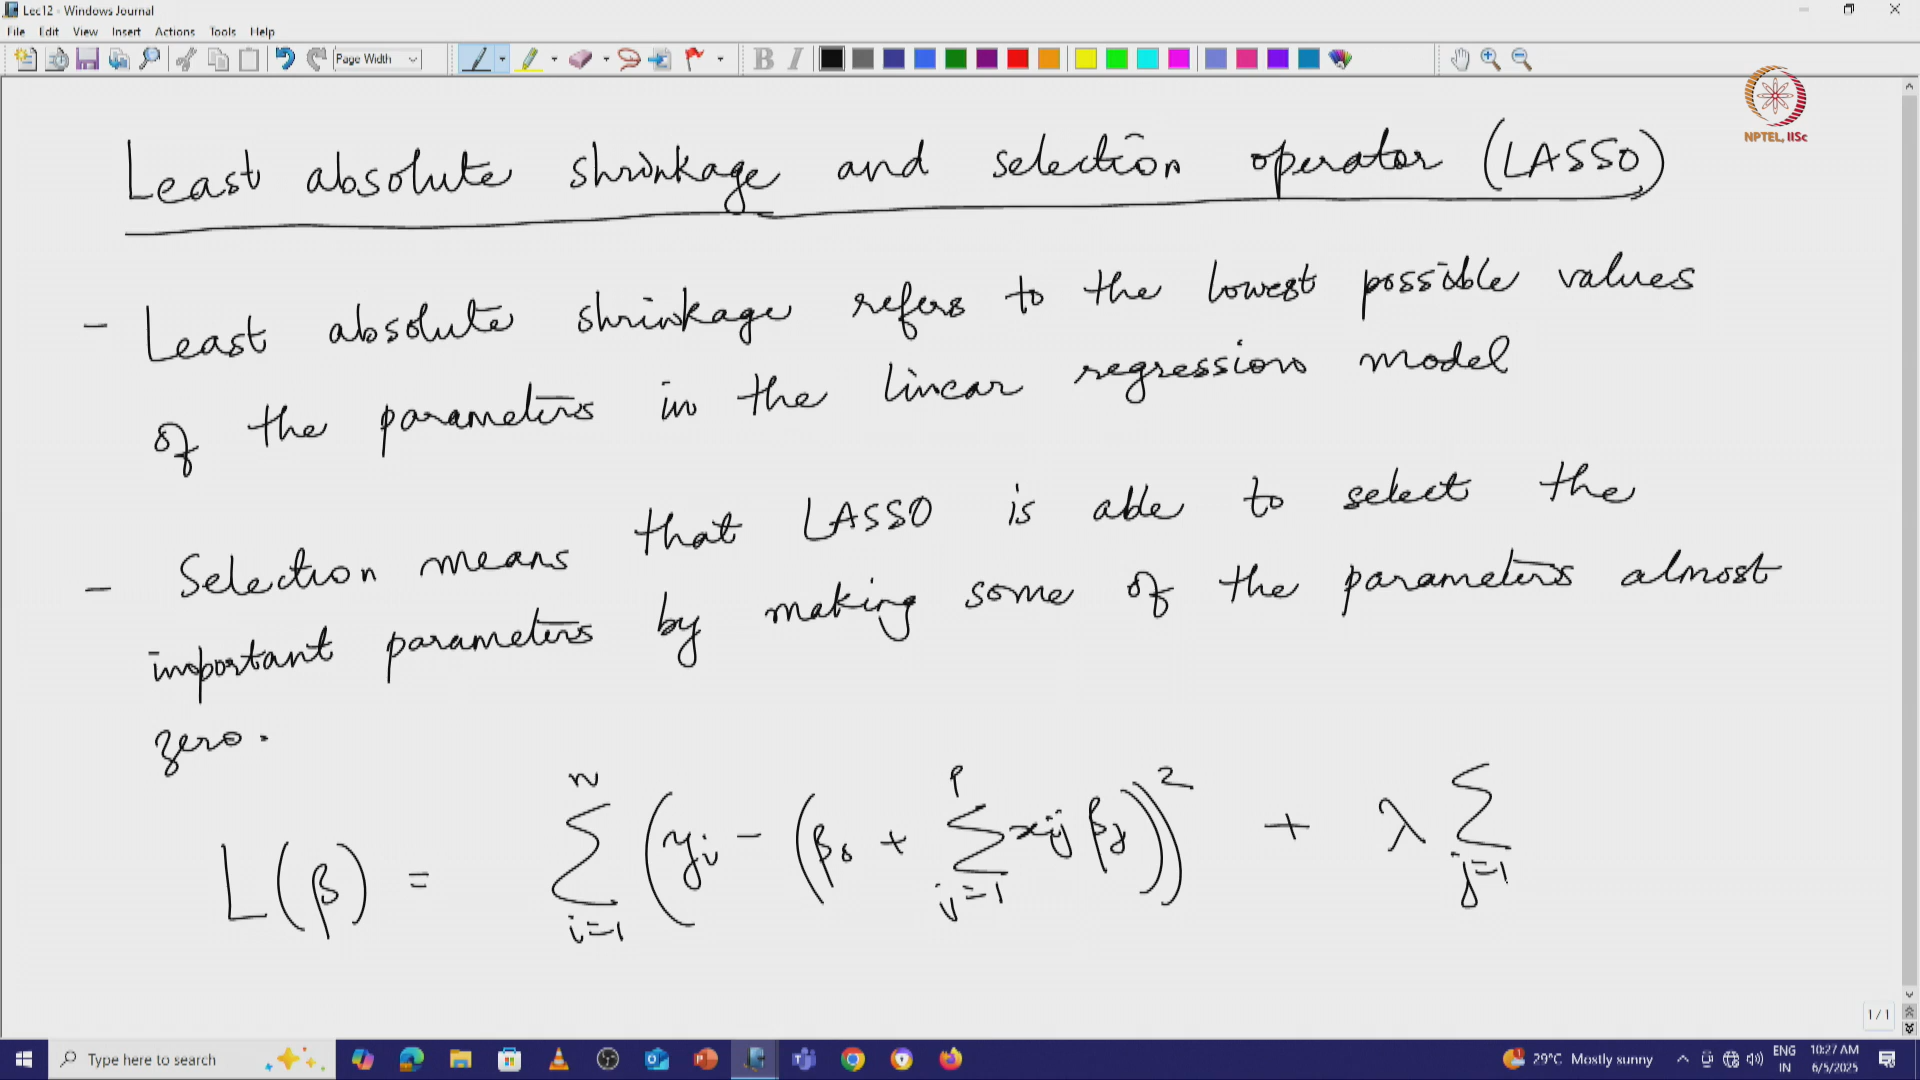 Lec12 - Windows Journal
File Edit View Insert Actions Tools Help
Page Width
B I
NPTEL, IISc
Least absolute shrinkage and selection operator (LASSO)
- Least absolute shrinkage refers to the lowest possible values
of the parameters in the linear regression model
- Selection means that LASSO is able to select the
important parameters by making some of the parameters almost
zero.
L(β) = ∑_{i=1}^{n} (y_i - (β_0 + ∑_{j=1}^{p} x_{ij} β_j))^2 + λ ∑_{j=1}
1 / 1
Type here to search
29°C Mostly sunny
ENG
IN
10:27 AM
6/5/2025